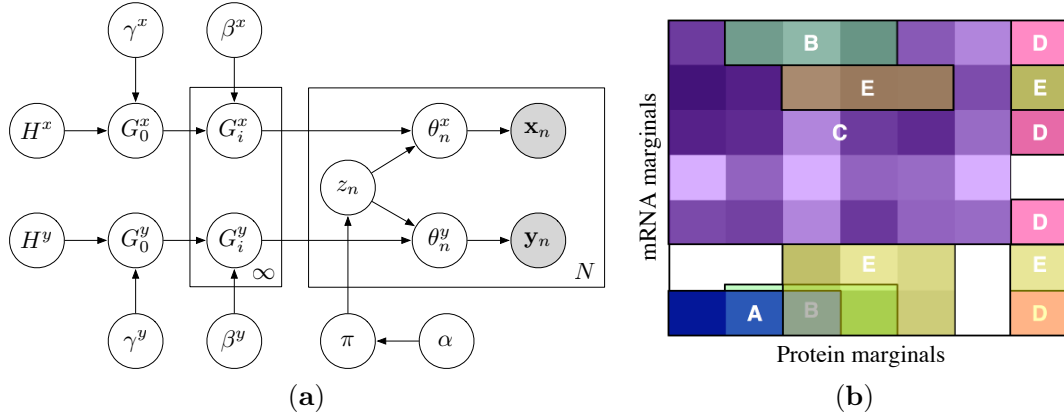 γ^x
β^x
H^x
G_0^x
G_i^x
θ_n^x
x_n
z_n
H^y
G_0^y
G_i^y
θ_n^y
y_n
∞
N
γ^y
β^y
π
α
(a)
mRNA marginals
B
D
E
E
C
D
D
E
E
A
B
D
Protein marginals
(b)